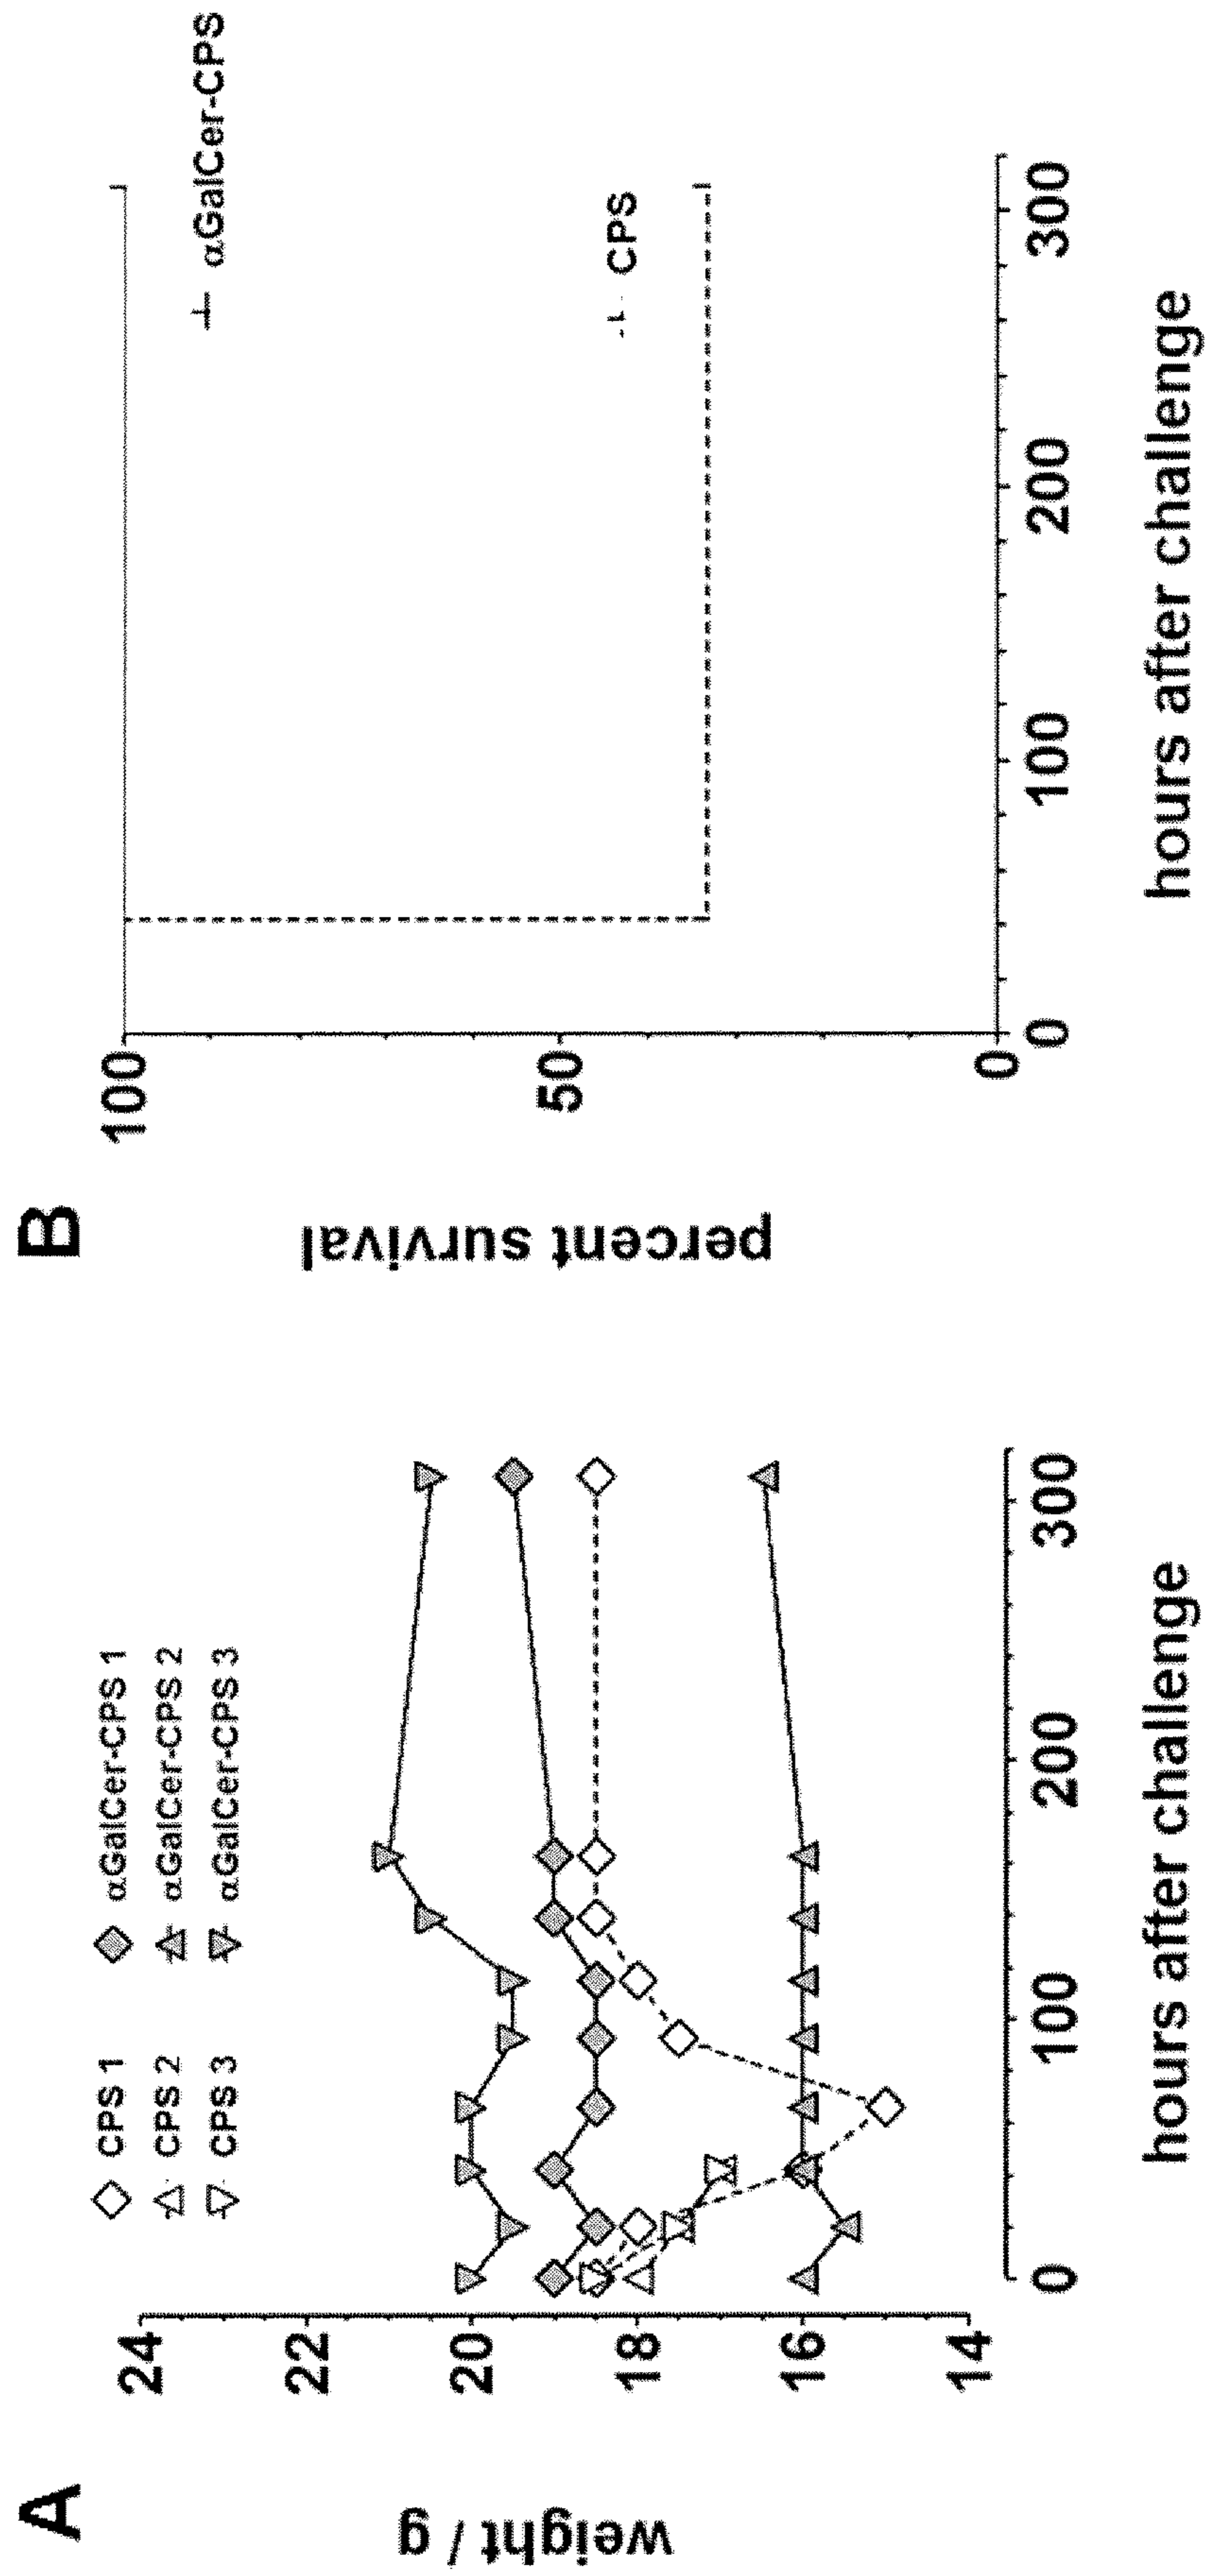 A
weight / g
24
22
20
18
16
14
CPS 1
CPS 2
CPS 3
αGalCer-CPS 1
αGalCer-CPS 2
αGalCer-CPS 3
0 100 200 300
hours after challenge
B
percent survival
100
50
0
αGalCer-CPS
CPS
0 100 200 300
hours after challenge